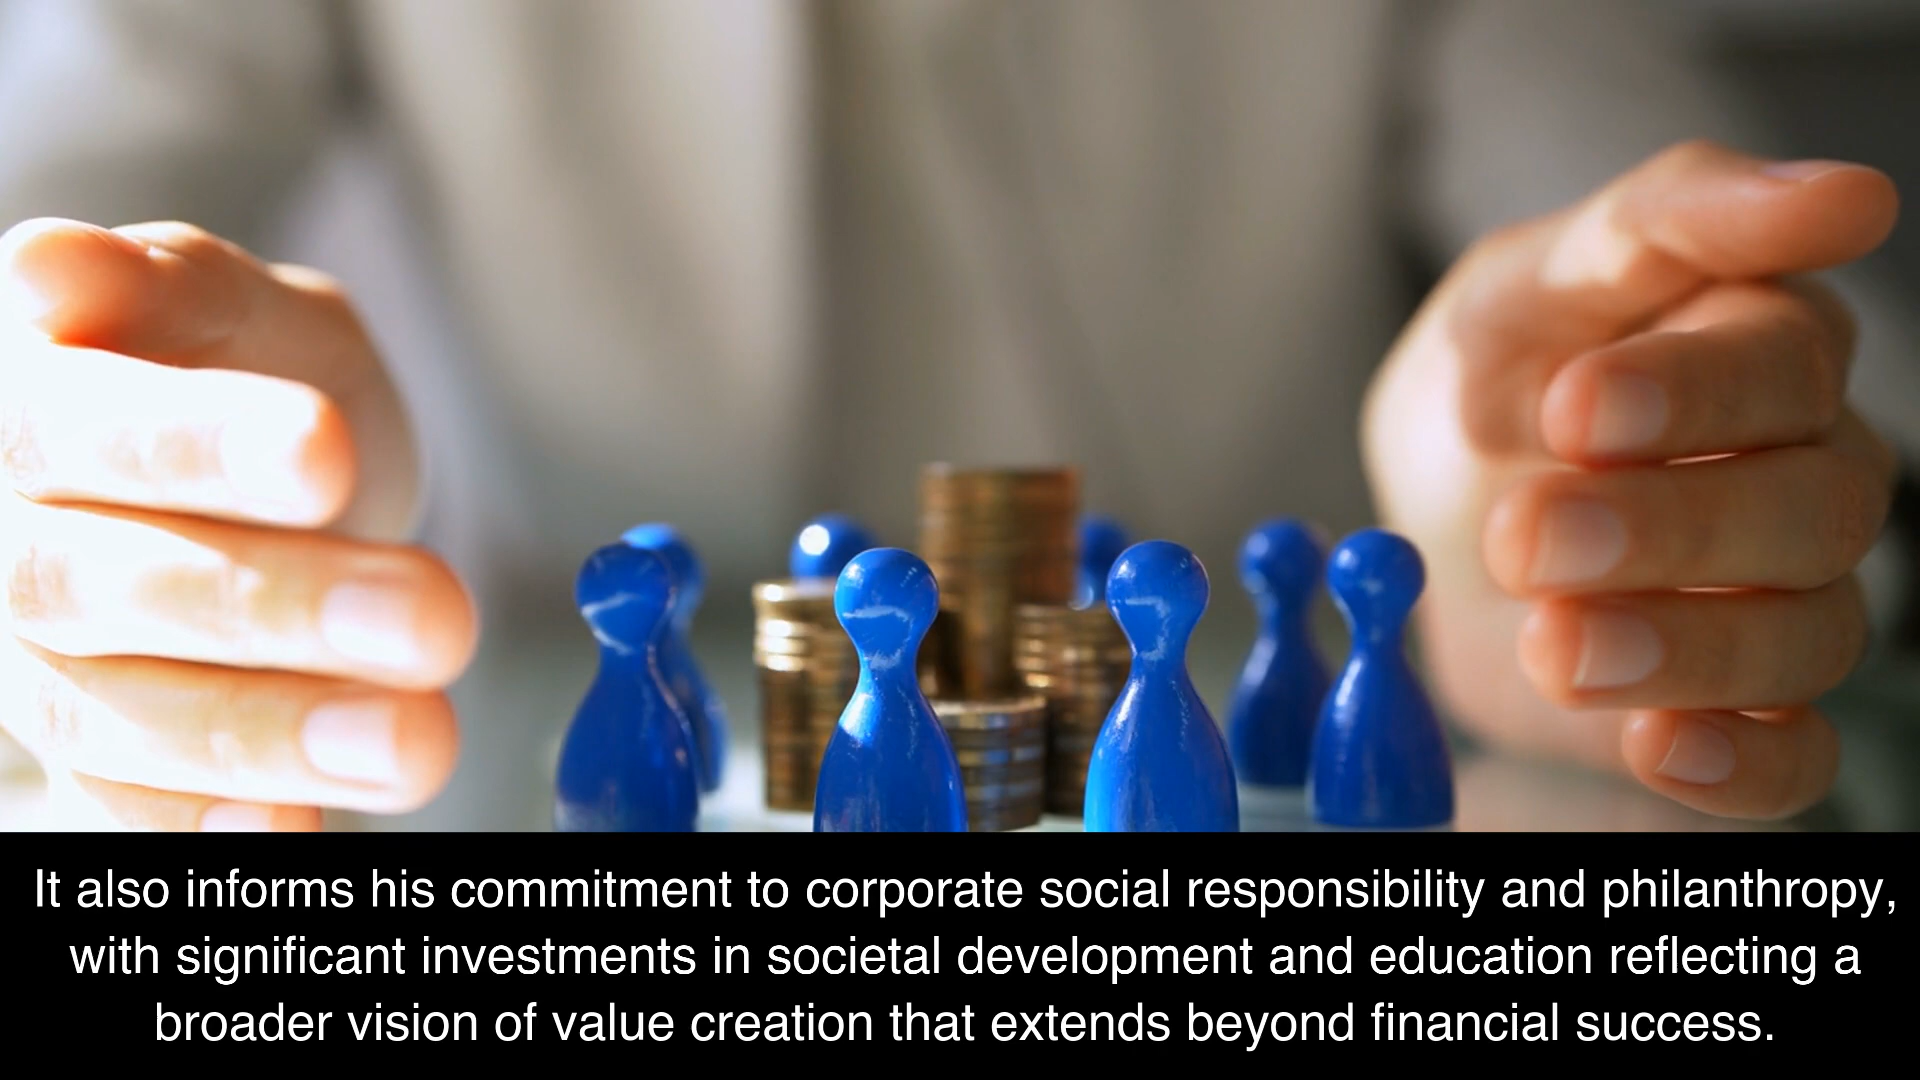 It also informs his commitment to corporate social responsibility and philanthropy,
with significant investments in societal development and education reflecting a
broader vision of value creation that extends beyond financial success.